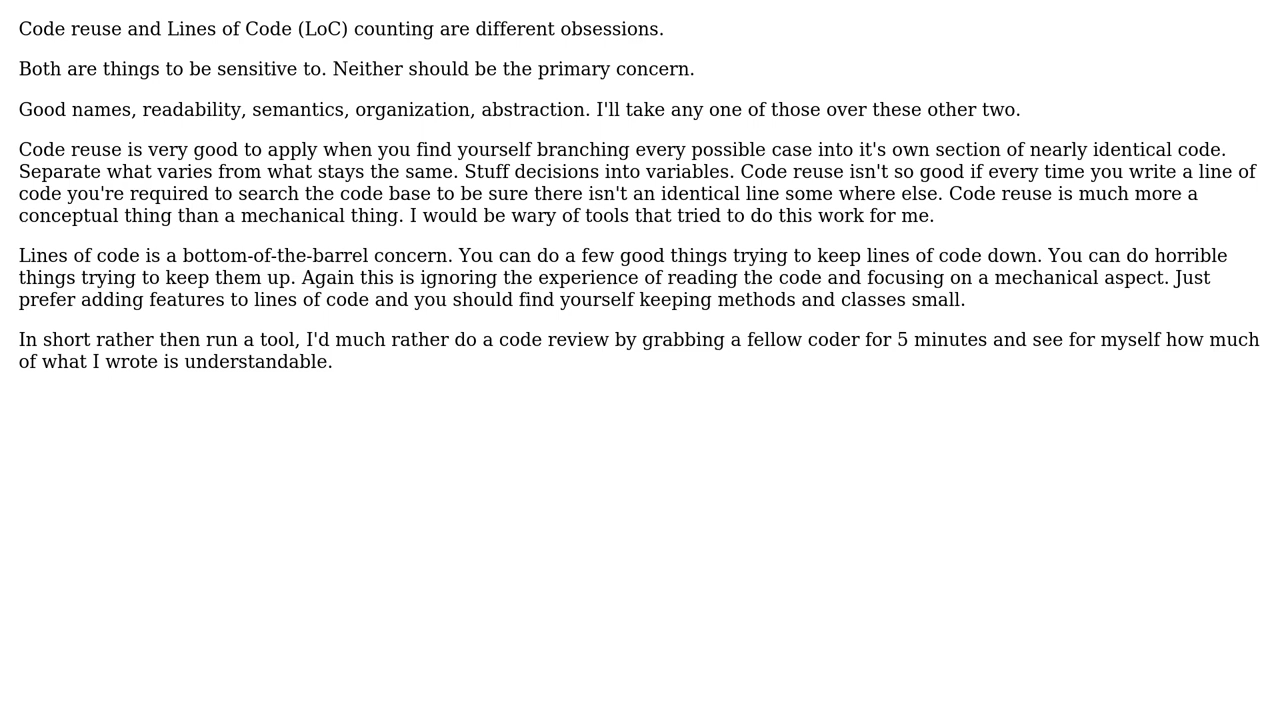 Code reuse and Lines of Code (LoC) counting are different obsessions.
Both are things to be sensitive to. Neither should be the primary concern.
Good names, readability, semantics, organization, abstraction. I'll take any one of those over these other two.
Code reuse is very good to apply when you find yourself branching every possible case into it's own section of nearly identical code.
Separate what varies from what stays the same. Stuff decisions into variables. Code reuse isn't so good if every time you write a line of
code you're required to search the code base to be sure there isn't an identical line some where else. Code reuse is much more a
conceptual thing than a mechanical thing. I would be wary of tools that tried to do this work for me.
Lines of code is a bottom-of-the-barrel concern. You can do a few good things trying to keep lines of code down. You can do horrible
things trying to keep them up. Again this is ignoring the experience of reading the code and focusing on a mechanical aspect. Just
prefer adding features to lines of code and you should find yourself keeping methods and classes small.
In short rather then run a tool, I'd much rather do a code review by grabbing a fellow coder for 5 minutes and see for myself how much
of what I wrote is understandable.